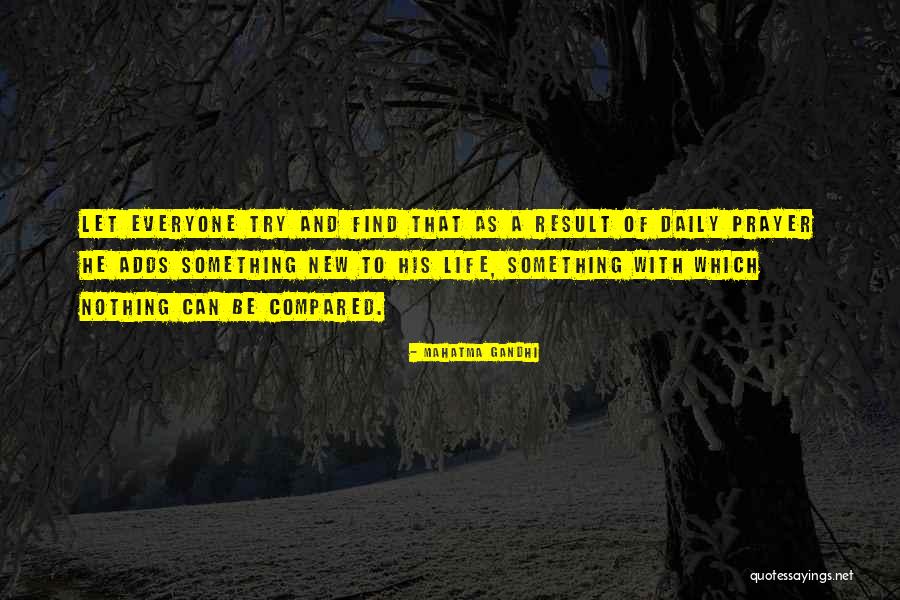 LET EVERYONE TRY AND FIND THAT AS A RESULT OF DAILY PRAYER
HE ADDS SOMETHING NEW TO HIS LIFE, SOMETHING WITH WHICH
NOTHING CAN BE COMPARED.
- MAHATMA GANDHI
quotessayings.net